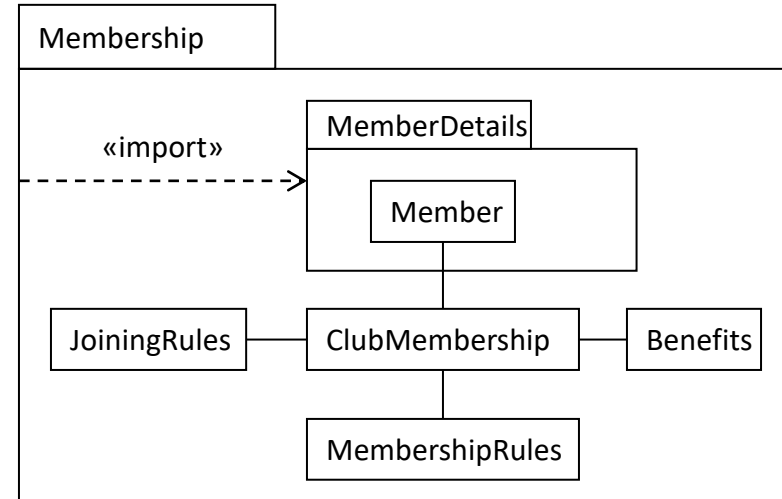 Membership
MemberDetails
«import»
Member
JoiningRules
ClubMembership
Benefits
MembershipRules